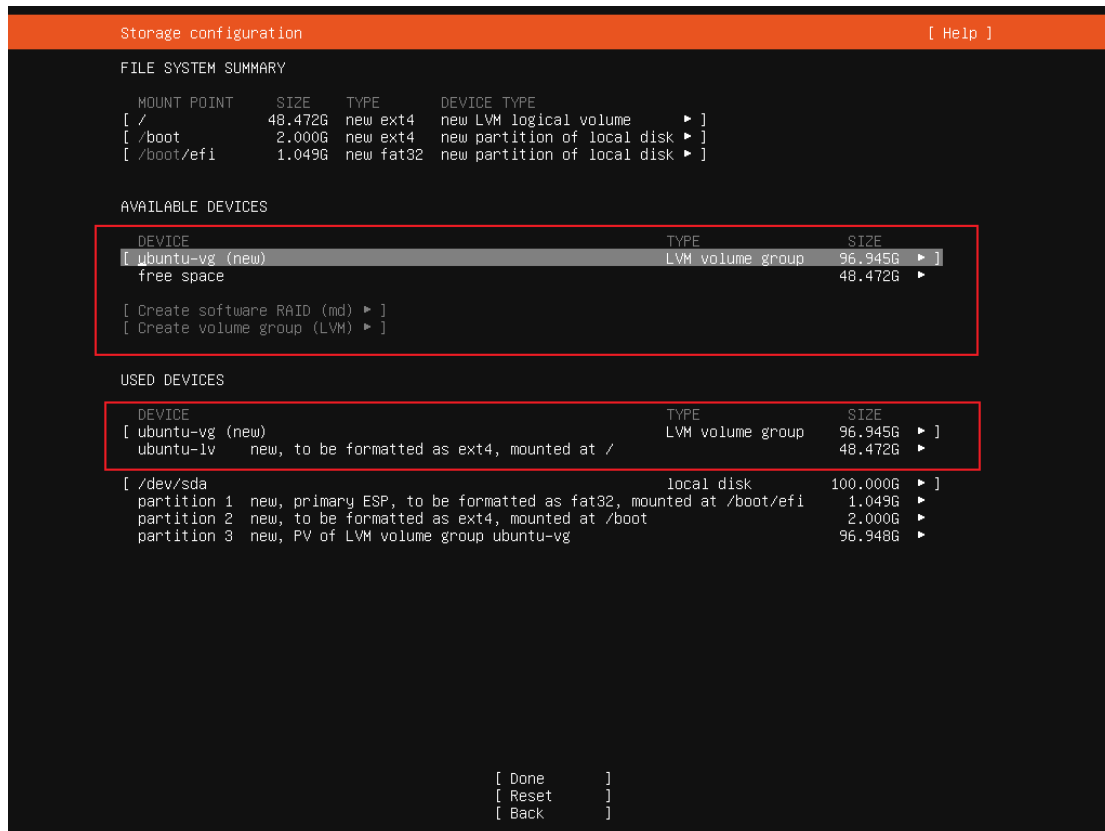 Storage configuration [ Help ]
FILE SYSTEM SUMMARY
MOUNT POINT SIZE TYPE DEVICE TYPE
[ / 48.472G new ext4 new LVM logical volume ▸ ]
[ /boot 2.000G new ext4 new partition of local disk ▸ ]
[ /boot/efi 1.049G new fat32 new partition of local disk ▸ ]
AVAILABLE DEVICES
DEVICE TYPE SIZE
[ ubuntu-vg (new) LVM volume group 96.945G ▸ ]
free space 48.472G ▸
[ Create software RAID (md) ▸ ]
[ Create volume group (LVM) ▸ ]
USED DEVICES
DEVICE TYPE SIZE
[ ubuntu-vg (new) LVM volume group 96.945G ▸ ]
ubuntu-lv new, to be formatted as ext4, mounted at / 48.472G ▸
[ /dev/sda local disk 100.000G ▸ ]
partition 1 new, primary ESP, to be formatted as fat32, mounted at /boot/efi 1.049G ▸
partition 2 new, to be formatted as ext4, mounted at /boot 2.000G ▸
partition 3 new, PV of LVM volume group ubuntu-vg 96.948G ▸
[ Done ]
[ Reset ]
[ Back ]